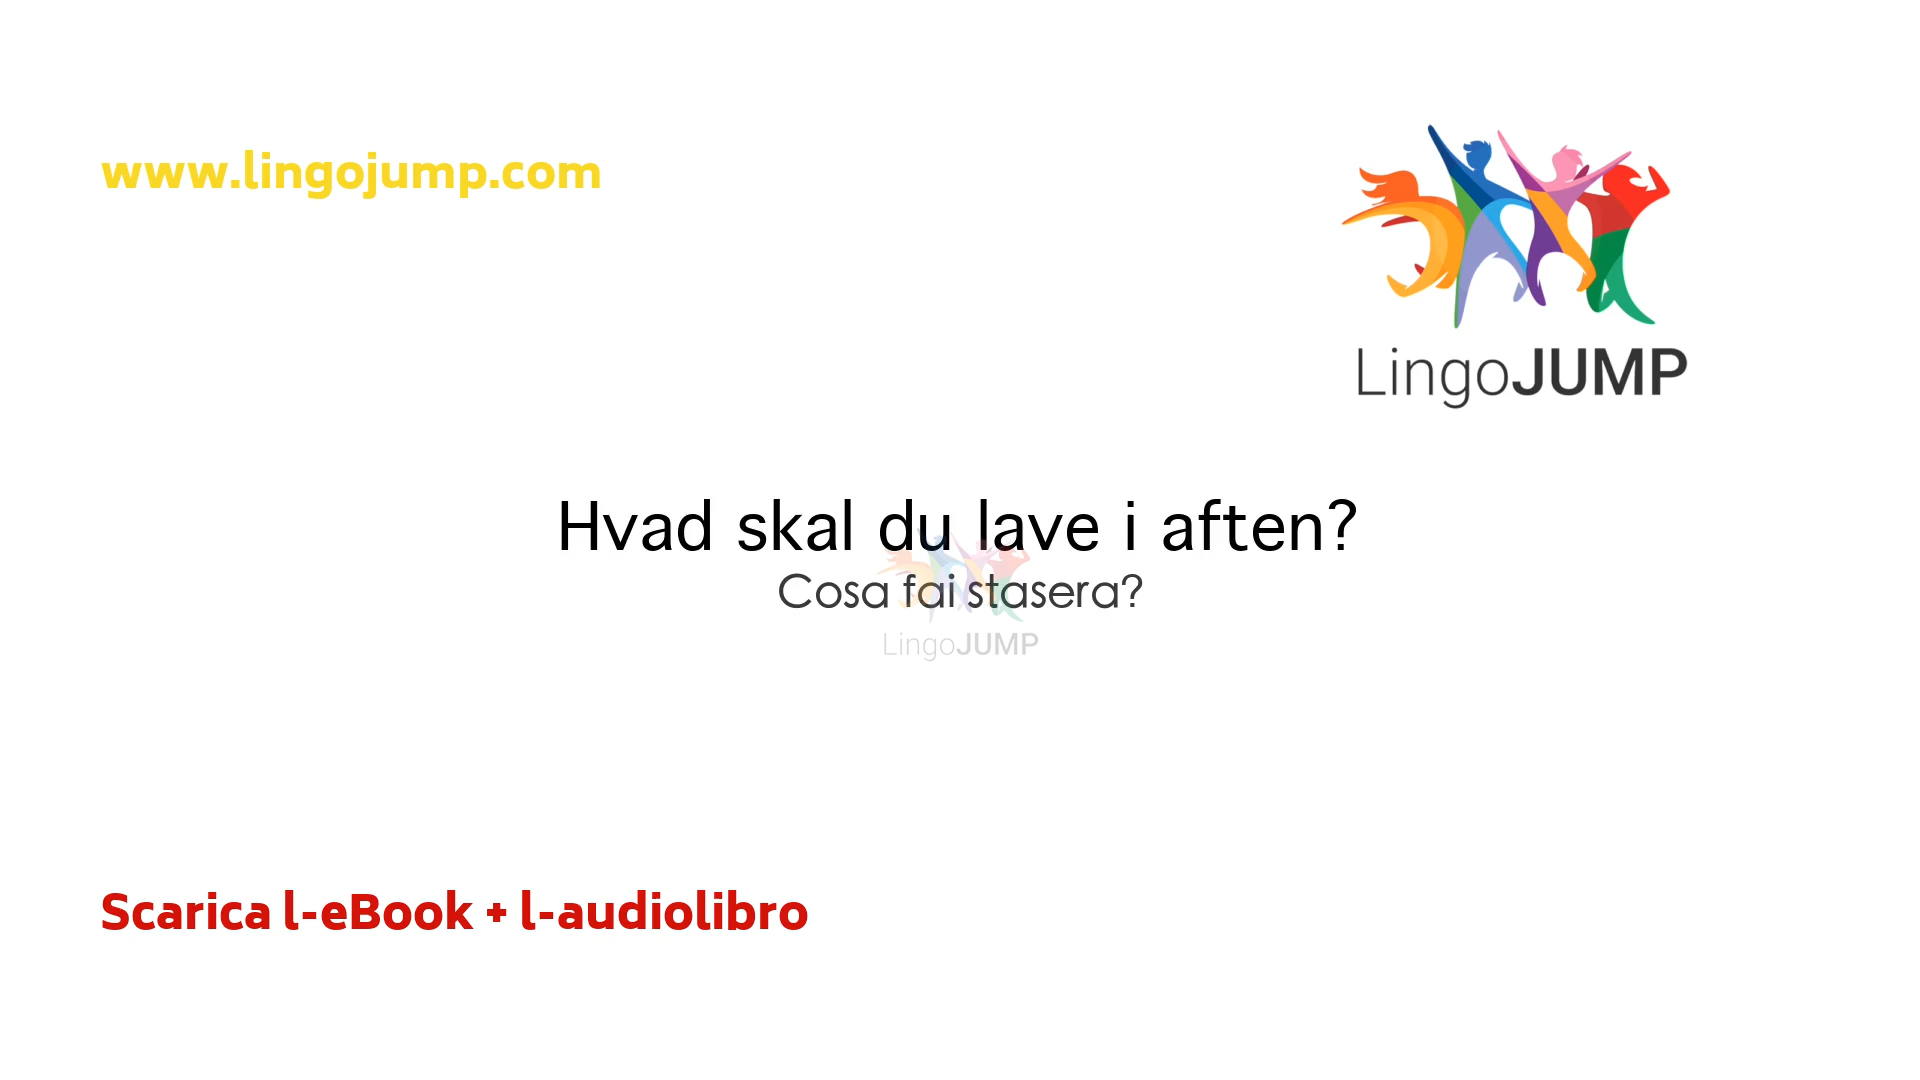 www.lingojump.com
LingoJUMP
Hvad skal du lave i aften?
Cosa fai stasera?
LingoJUMP
Scarica l-eBook + l-audiolibro